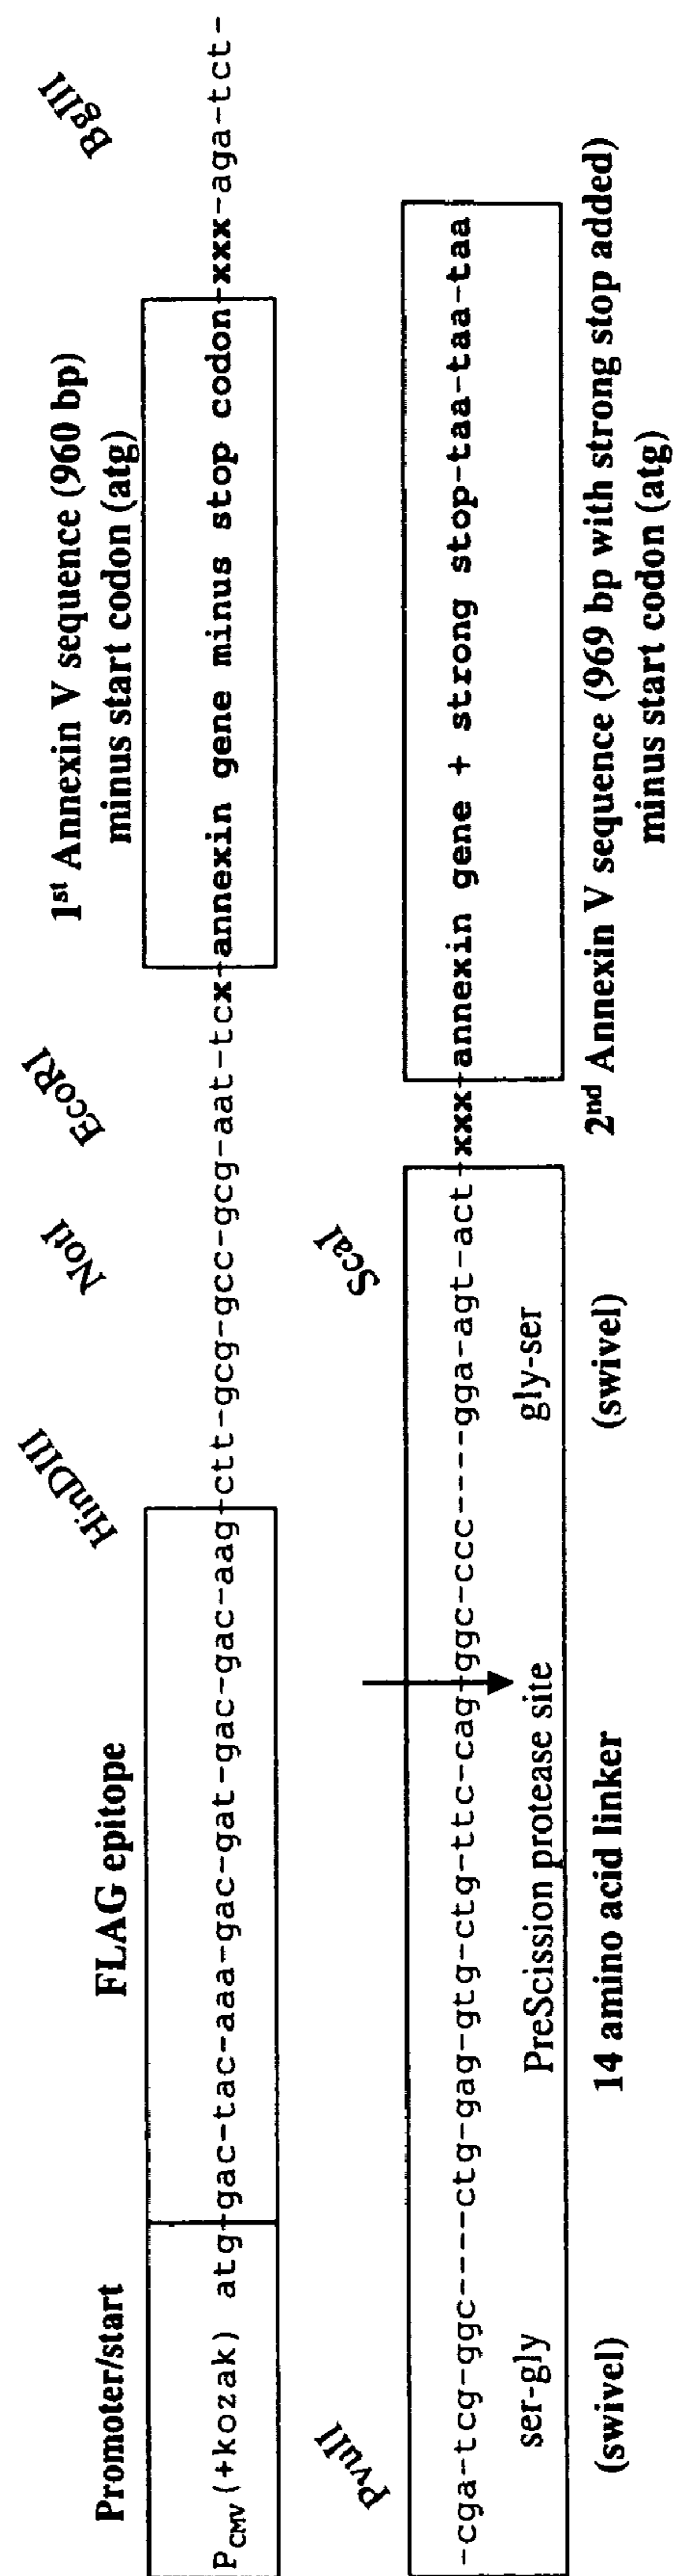 Promoter/start FLAG epitope HinDIII NotI EcoRI 1st Annexin V sequence (960 bp) BglII
minus start codon (atg)
PCMV(+kozak) atg-gac-tac-aaa-gac-gat-gac-gac-aag-ctt-gcg-gcc-gcg-aat-tcx-annexin gene minus stop codon-xxx-aga-tct-
PvuII ScaI
-cga-tcg-ggc----ctg-gag-gtg-ctg-ttc-cag-ggc-ccc----gga-agt-act-xxx-annexin gene + strong stop-taa-taa-taa
ser-gly PreScission protease site gly-ser
(swivel) 14 amino acid linker (swivel) 2nd Annexin V sequence (969 bp with strong stop added)
minus start codon (atg)